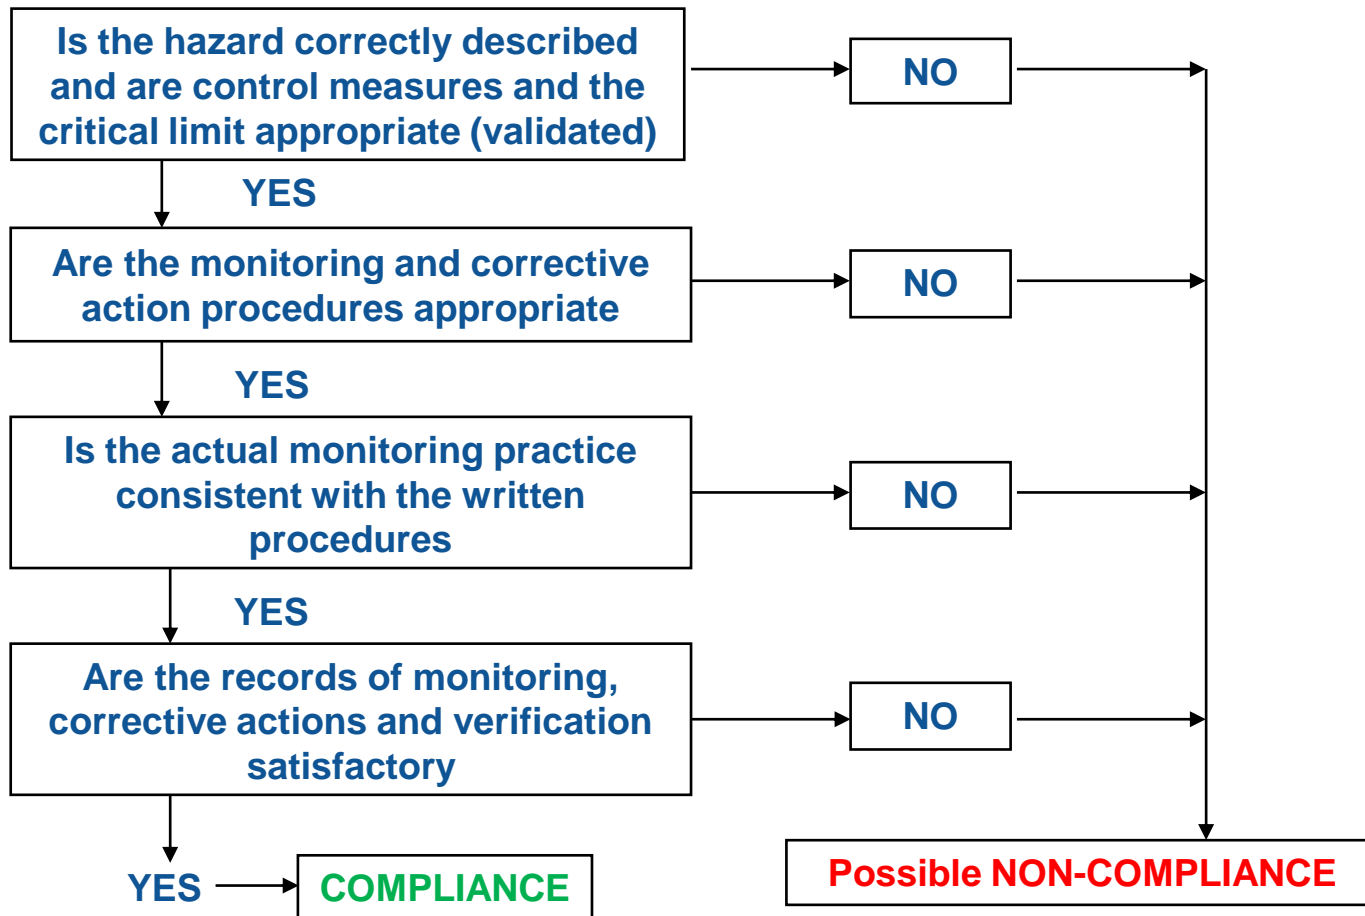 Is the hazard correctly described
and are control measures and the
critical limit appropriate (validated)
NO
YES
Are the monitoring and corrective
action procedures appropriate
NO
YES
Is the actual monitoring practice
consistent with the written
procedures
NO
YES
Are the records of monitoring,
corrective actions and verification
satisfactory
NO
YES
COMPLIANCE
Possible NON-COMPLIANCE